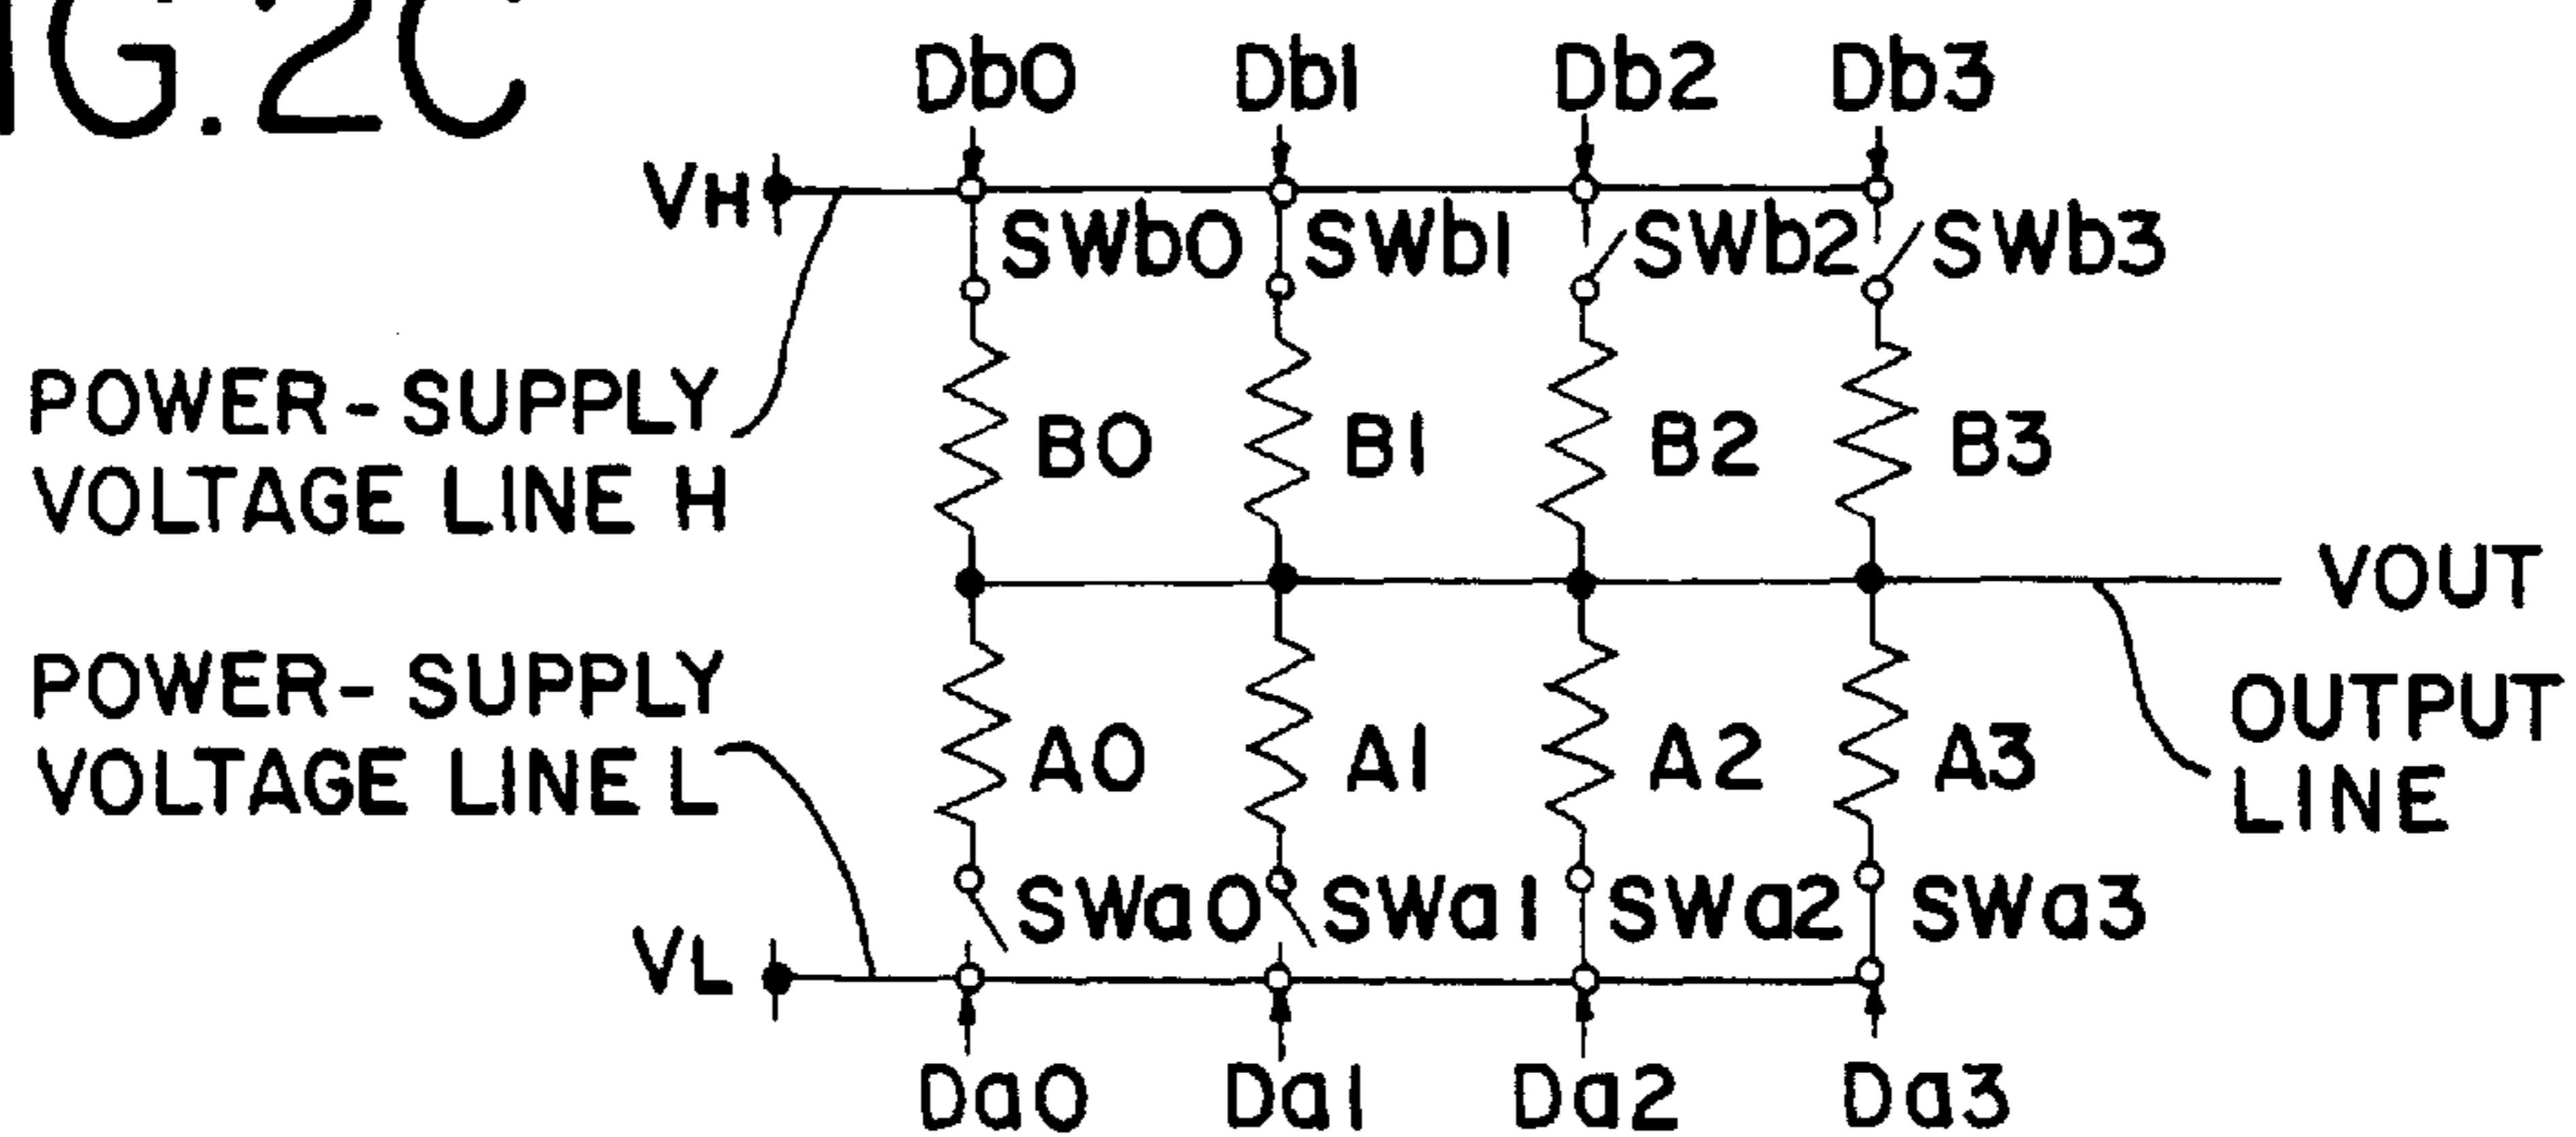 IG.2C
Db0 Db1 Db2 Db3
VH
SWb0 SWb1 SWb2 SWb3
POWER-SUPPLY
VOLTAGE LINE H
B0 B1 B2 B3
VOUT
OUTPUT
LINE
POWER-SUPPLY
VOLTAGE LINE L
A0 A1 A2 A3
SWa0 SWa1 SWa2 SWa3
VL
Da0 Da1 Da2 Da3